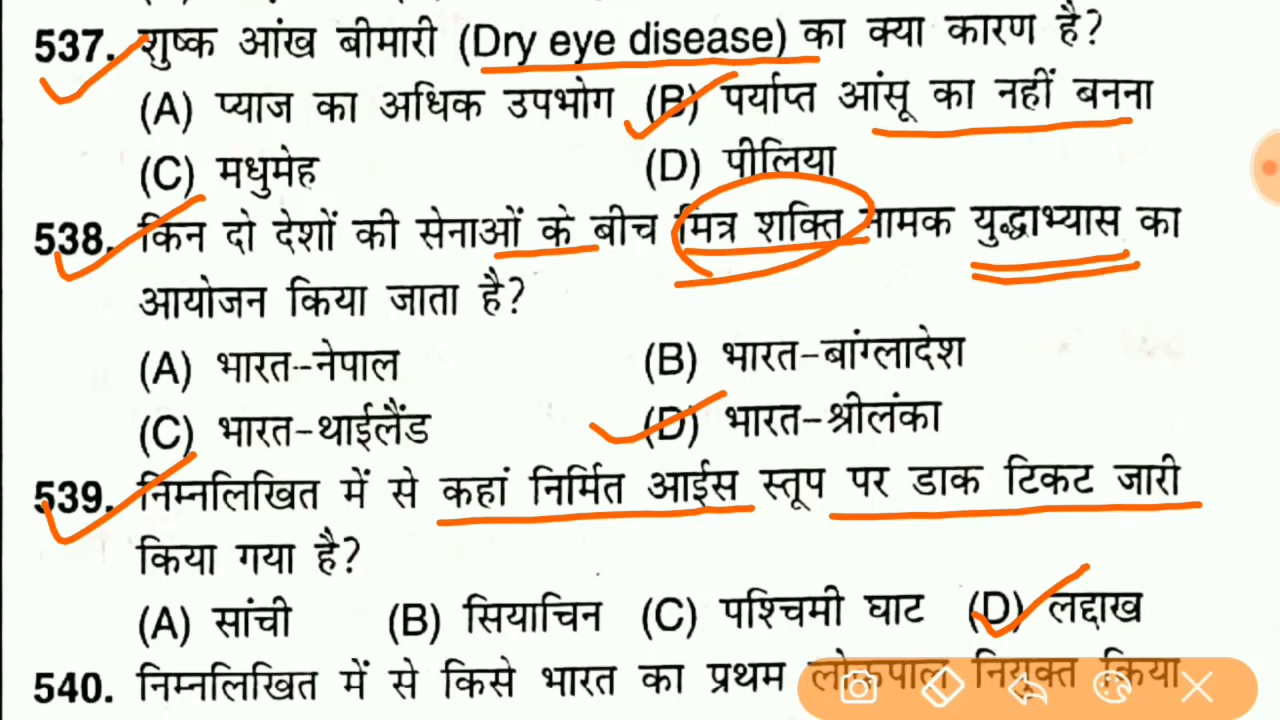 537. शुष्क आंख बीमारी (Dry eye disease) का क्या कारण है?
(A) प्याज का अधिक उपभोग (B) पर्याप्त आंसू का नहीं बनना
(C) मधुमेह (D) पीलिया
538. किन दो देशों की सेनाओं के बीच मित्र शक्ति नामक युद्धाभ्यास का
आयोजन किया जाता है?
(A) भारत--नेपाल (B) भारत–बांग्लादेश
(C) भारत–थाईलैंड (D) भारत–श्रीलंका
539. निम्नलिखित में से कहां निर्मित आईस स्तूप पर डाक टिकट जारी
किया गया है?
(A) सांची (B) सियाचिन (C) पश्चिमी घाट (D) लद्दाख
540. निम्नलिखित में से किसे भारत का प्रथम लोकपाल नियुक्त किया